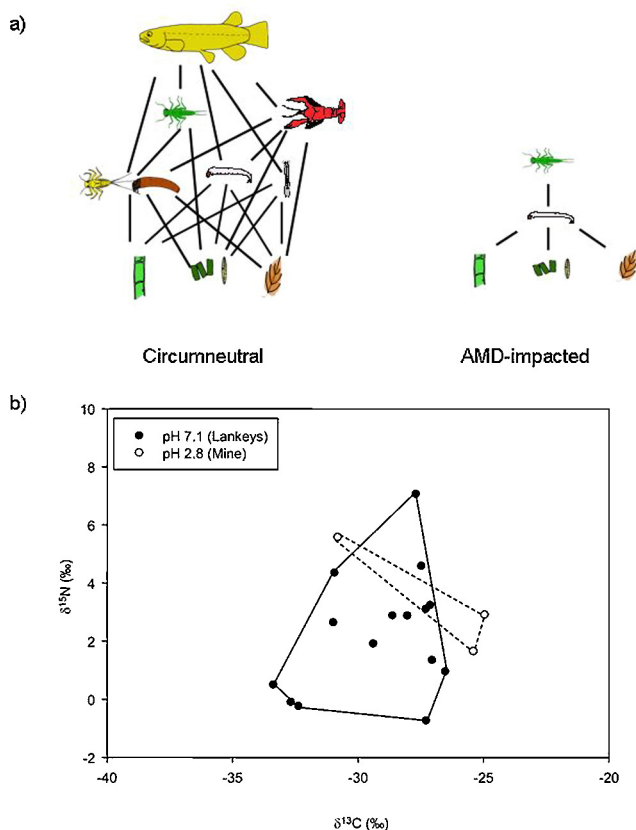 a)
Circumneutral
AMD-impacted
b)
10
8
6
4
2
0
-2
δ15N (‰)
pH 7.1 (Lankeys)
pH 2.8 (Mine)
-40
-35
-30
-25
-20
δ13C (‰)